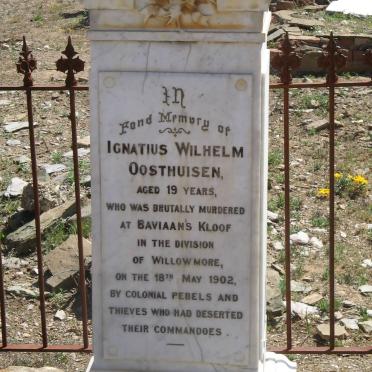 In
Fond Memory of
IGNATIUS WILHELM
OOSTHUISEN,
AGED 19 YEARS,
WHO WAS BRUTALLY MURDERED
AT BAVIAAN'S KLOOF
IN THE DIVISION
OF WILLOWMORE,
ON THE 18TH MAY 1902,
BY COLONIAL REBELS AND
THIEVES WHO HAD DESERTED
THEIR COMMANDOES.